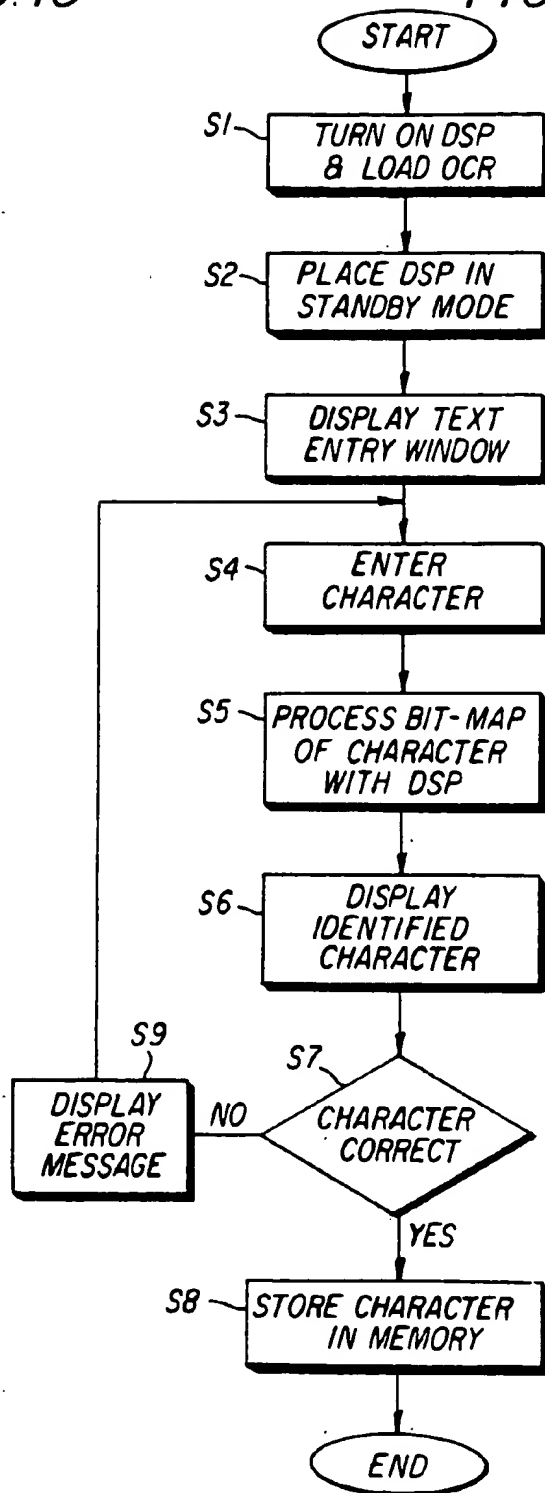 START
S1
TURN ON DSP
& LOAD OCR
S2
PLACE DSP IN
STANDBY MODE
S3
DISPLAY TEXT
ENTRY WINDOW
S4
ENTER
CHARACTER
S5
PROCESS BIT-MAP
OF CHARACTER
WITH DSP
S6
DISPLAY
IDENTIFIED
CHARACTER
S7
CHARACTER
CORRECT
NO
S9
DISPLAY
ERROR
MESSAGE
YES
S8
STORE CHARACTER
IN MEMORY
END